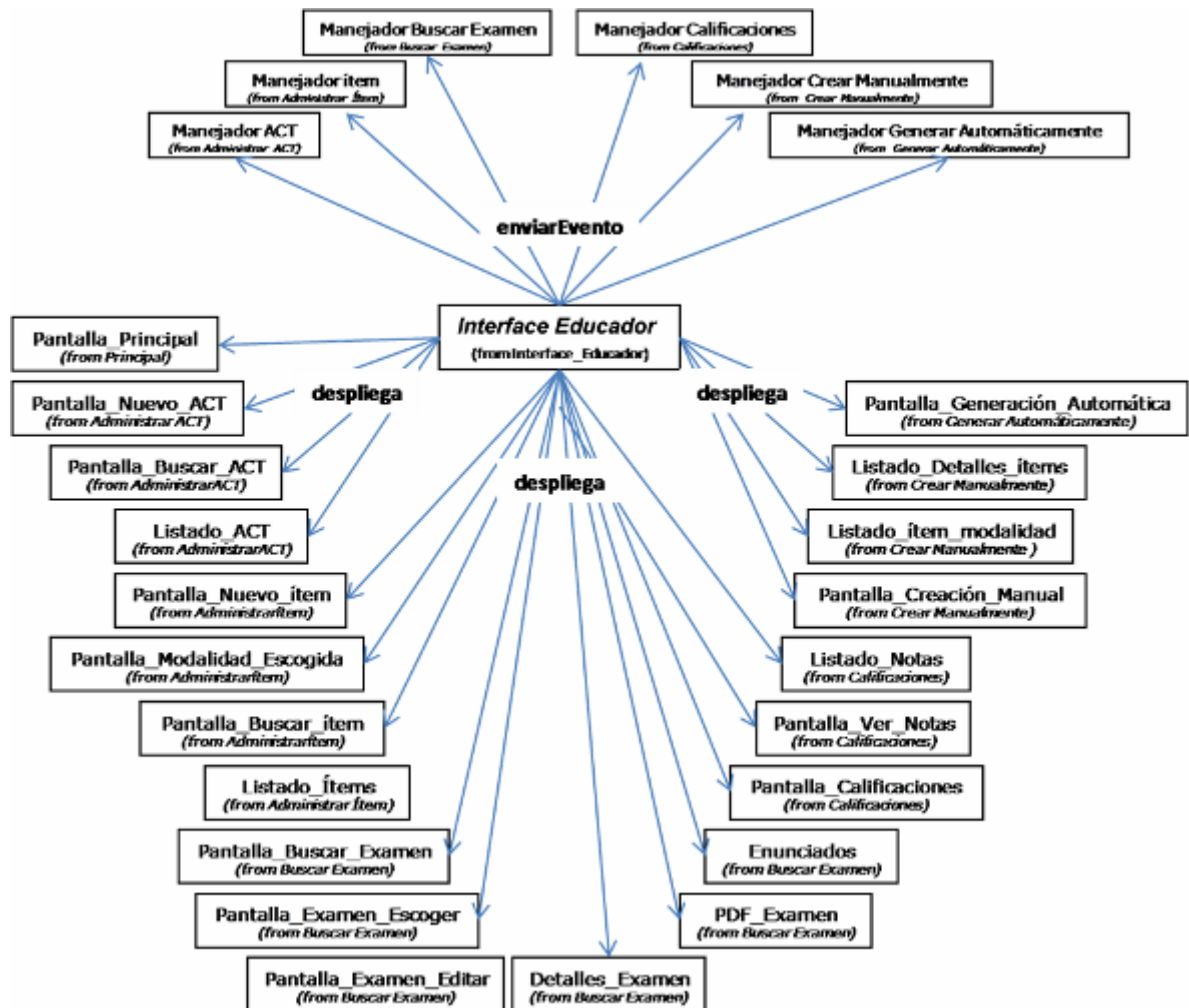 Manejador Buscar Examen
(from Buscar Examen)
Manejador Calificaciones
(from Calificaciones)
Manejador ítem
(from Administrar Ítem)
Manejador Crear Manualmente
(from Crear Manualmente)
Manejador ACT
(from Administrar ACT)
Manejador Generar Automáticamente
(from Generar Automáticamente)
enviarEvento
Interface Educador
(from Interface_Educador)
Pantalla_Principal
(from Principal)
despliega
despliega
Pantalla_Nuevo_ACT
(from Administrar ACT)
Pantalla_Generación_Automática
(from Generar Automáticamente)
Pantalla_Buscar_ACT
(from AdministrarACT)
Listado_Detalles_ítems
(from Crear Manualmente)
despliega
Listado_ACT
(from AdministrarACT)
Listado_ítem_modalidad
(from Crear Manualmente )
Pantalla_Nuevo_ítem
(from AdministrarÍtem)
Pantalla_Creación_Manual
(from Crear Manualmente)
Pantalla_Modalidad_Escogida
(from AdministrarÍtem)
Listado_Notas
(from Calificaciones)
Pantalla_Buscar_ítem
(from AdministrarÍtem)
Pantalla_Ver_Notas
(from Calificaciones)
Listado_Ítems
(from Administrar Ítem)
Pantalla_Calificaciones
(from Calificaciones)
Pantalla_Buscar_Examen
(from Buscar Examen)
Enunciados
(from Buscar Examen)
Pantalla_Examen_Escoger
(from Buscar Examen)
PDF_Examen
(from Buscar Examen)
Pantalla_Examen_Editar
(from Buscar Examen)
Detalles_Examen
(from Buscar Examen)